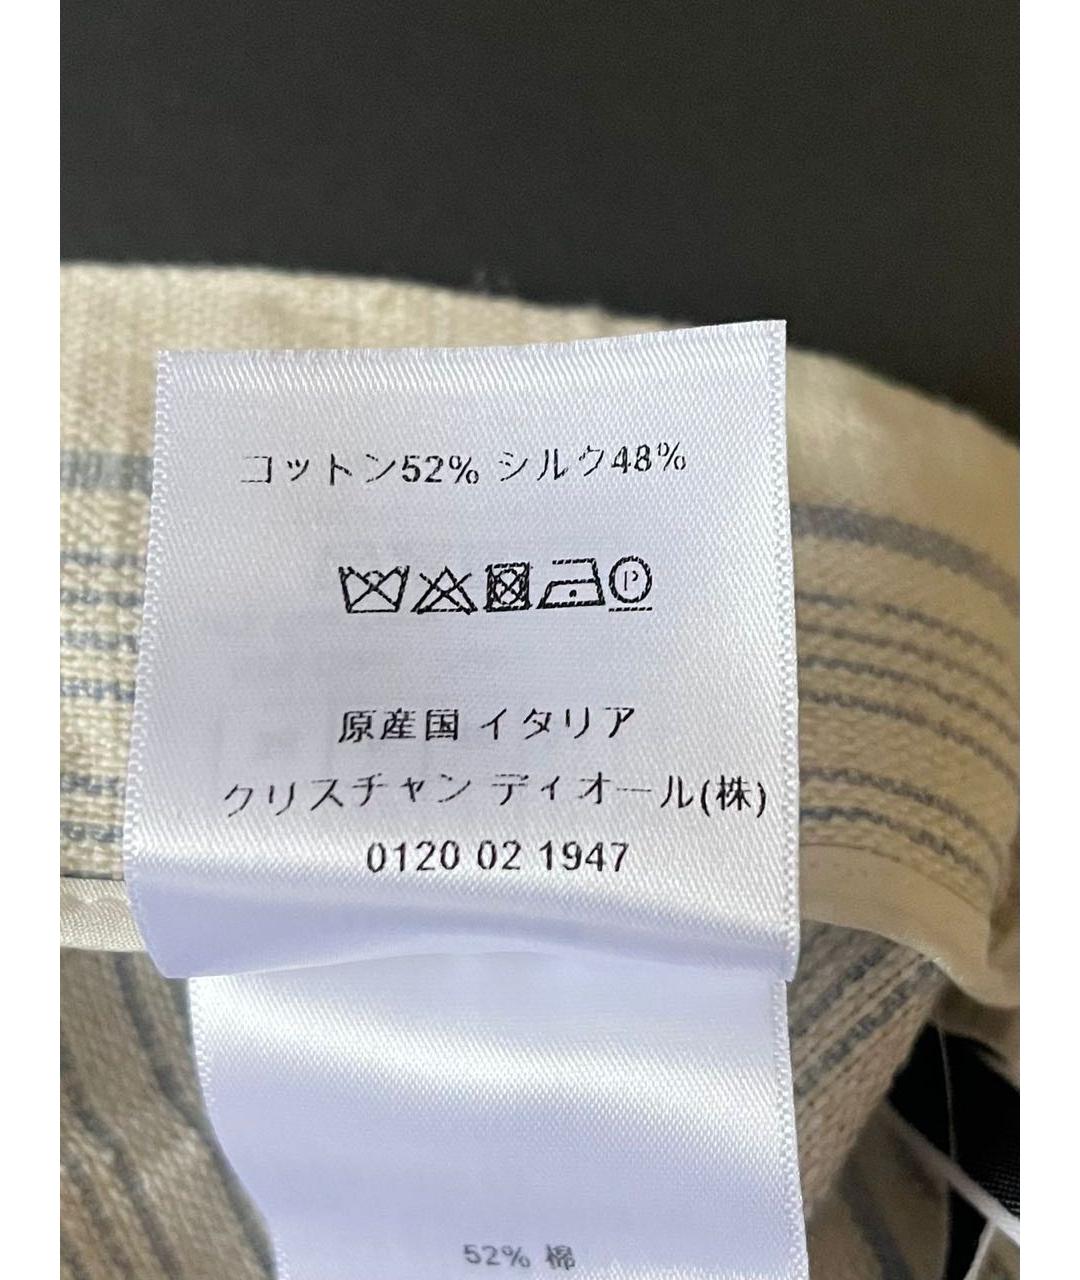 コットン52% シルク48%
P
原産国 イタリア
クリスチャン ディオール(株)
0120 02 1947
52% 棉